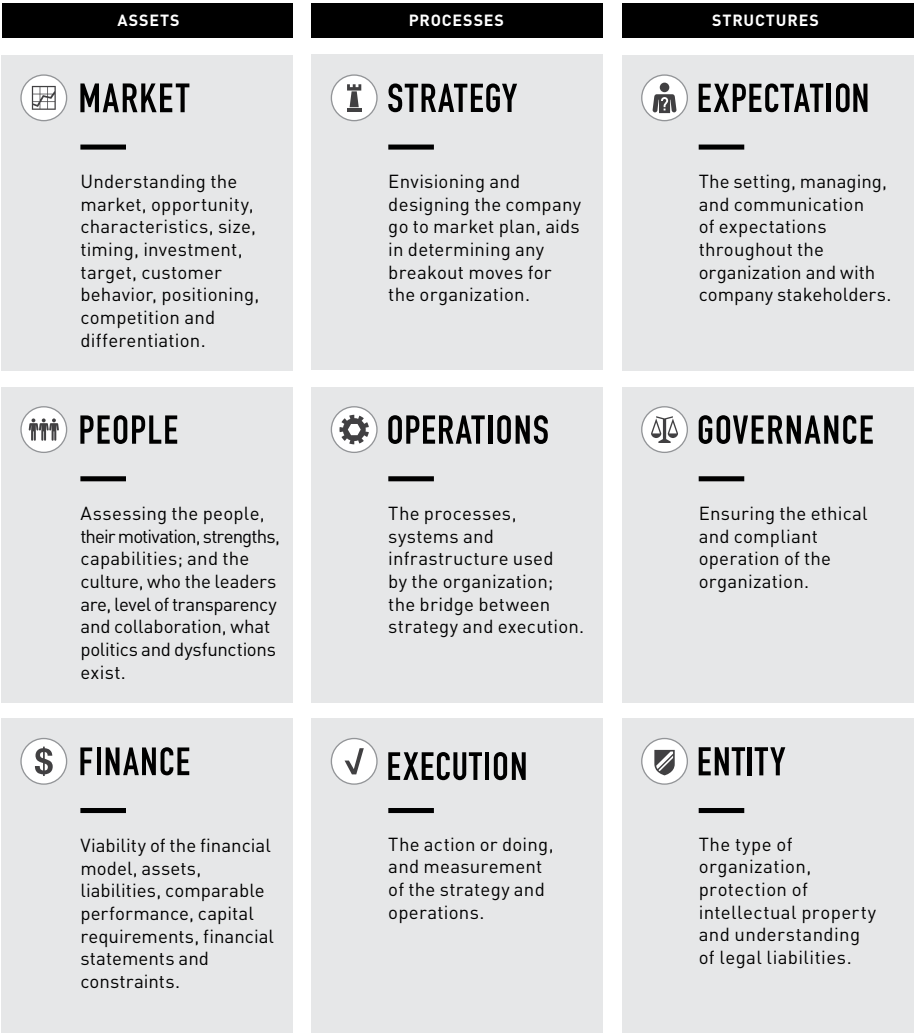 ASSETS
PROCESSES
STRUCTURES
MARKET
Understanding the
market, opportunity,
characteristics, size,
timing, investment,
target, customer
behavior, positioning,
competition and
differentiation.
STRATEGY
Envisioning and
designing the company
go to market plan, aids
in determining any
breakout moves for
the organization.
EXPECTATION
The setting, managing,
and communication
of expectations
throughout the
organization and with
company stakeholders.
PEOPLE
Assessing the people,
their motivation, strengths,
capabilities; and the
culture, who the leaders
are, level of transparency
and collaboration, what
politics and dysfunctions
exist.
OPERATIONS
The processes,
systems and
infrastructure used
by the organization;
the bridge between
strategy and execution.
GOVERNANCE
Ensuring the ethical
and compliant
operation of the
organization.
$ FINANCE
Viability of the financial
model, assets,
liabilities, comparable
performance, capital
requirements, financial
statements and
constraints.
EXECUTION
The action or doing,
and measurement
of the strategy and
operations.
ENTITY
The type of
organization,
protection of
intellectual property
and understanding
of legal liabilities.